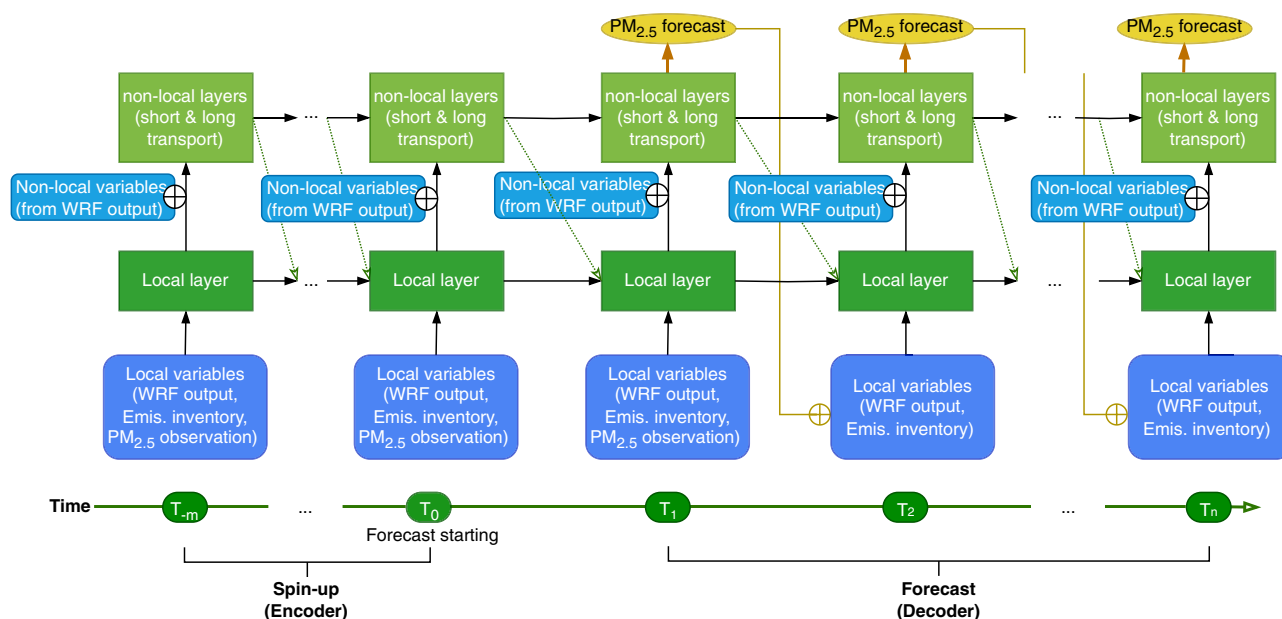 PM2.5 forecast
PM2.5 forecast
PM2.5 forecast
non-local layers
(short & long
transport)
...
non-local layers
(short & long
transport)
non-local layers
(short & long
transport)
non-local layers
(short & long
transport)
...
non-local layers
(short & long
transport)
Non-local variables
(from WRF output)
Non-local variables
(from WRF output)
Non-local variables
(from WRF output)
Non-local variables
(from WRF output)
Non-local variables
(from WRF output)
Local layer
...
Local layer
Local layer
Local layer
...
Local layer
Local variables
(WRF output,
Emis. inventory,
PM2.5 observation)
Local variables
(WRF output,
Emis. inventory,
PM2.5 observation)
Local variables
(WRF output,
Emis. inventory,
PM2.5 observation)
Local variables
(WRF output,
Emis. inventory)
Local variables
(WRF output,
Emis. inventory)
Time
T-m
...
T0
T1
T2
...
Tn
Forecast starting
Spin-up
(Encoder)
Forecast
(Decoder)